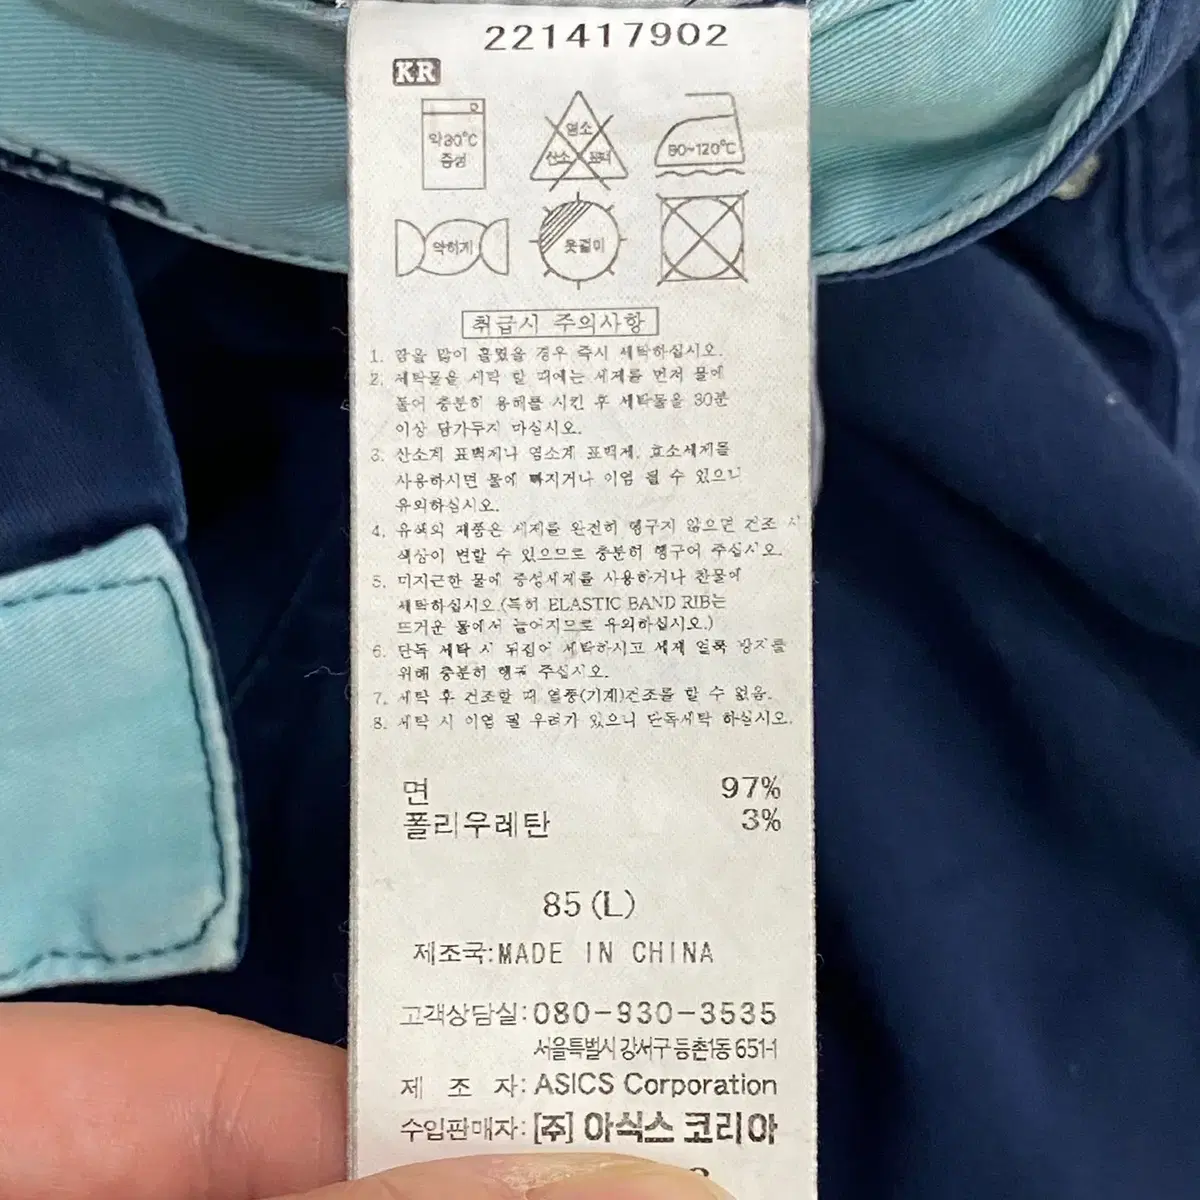 221417902
KR
약30℃
중성
염소
산소 표백
80~120℃
약하게
옷걸이
취급시 주의사항
1. 땀을 많이 흘렸을 경우 즉시 세탁하십시오.
2. 세탁물을 세탁 할 때에는 세제를 먼저 물에
풀어 충분히 용해를 시킨 후 세탁물을 30분
이상 담가두지 마십시오.
3. 산소계 표백제나 염소계 표백제, 효소세제를
사용하시면 물에 빠지거나 이염 될 수 있으니
유의하십시오.
4. 유색의 제품은 세제를 완전히 헹구지 않으면 건조 시
색상이 변할 수 있으므로 충분히 헹구어 주십시오.
5. 미지근한 물에 중성세제를 사용하거나 찬물에
세탁하십시오.(특히 ELASTIC BAND RIB는
뜨거운 물에서 늘어지므로 유의하십시오.)
6. 단독 세탁 시 뒤집어 세탁하시고 세제 얼룩 방지를
위해 충분히 헹궈 주십시오.
7. 세탁 후 건조할 때 열풍(기계)건조를 할 수 없음.
8. 세탁 시 이염 될 우려가 있으니 단독세탁 하십시오.
면 97%
폴리우레탄 3%
85(L)
제조국:MADE IN CHINA
고객상담실:080-930-3535
서울특별시 강서구 등촌1동 651-1
제 조 자:ASICS Corporation
수입판매자:[주] 아식스 코리아